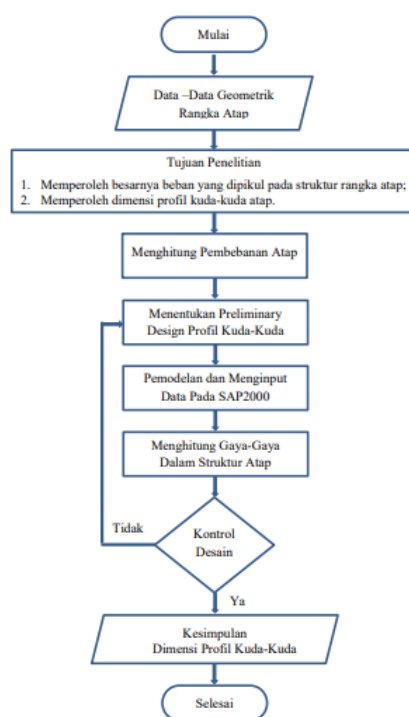 Mulai
Data –Data Geometrik
Rangka Atap
Tujuan Penelitian
1. Memperoleh besarnya beban yang dipikul pada struktur rangka atap;
2. Memperoleh dimensi profil kuda-kuda atap.
Menghitung Pembebanan Atap
Menentukan Preliminary
Design Profil Kuda-Kuda
Pemodelan dan Menginput
Data Pada SAP2000
Menghitung Gaya-Gaya
Dalam Struktur Atap
Tidak
Kontrol
Desain
Ya
Kesimpulan
Dimensi Profil Kuda-Kuda
Selesai